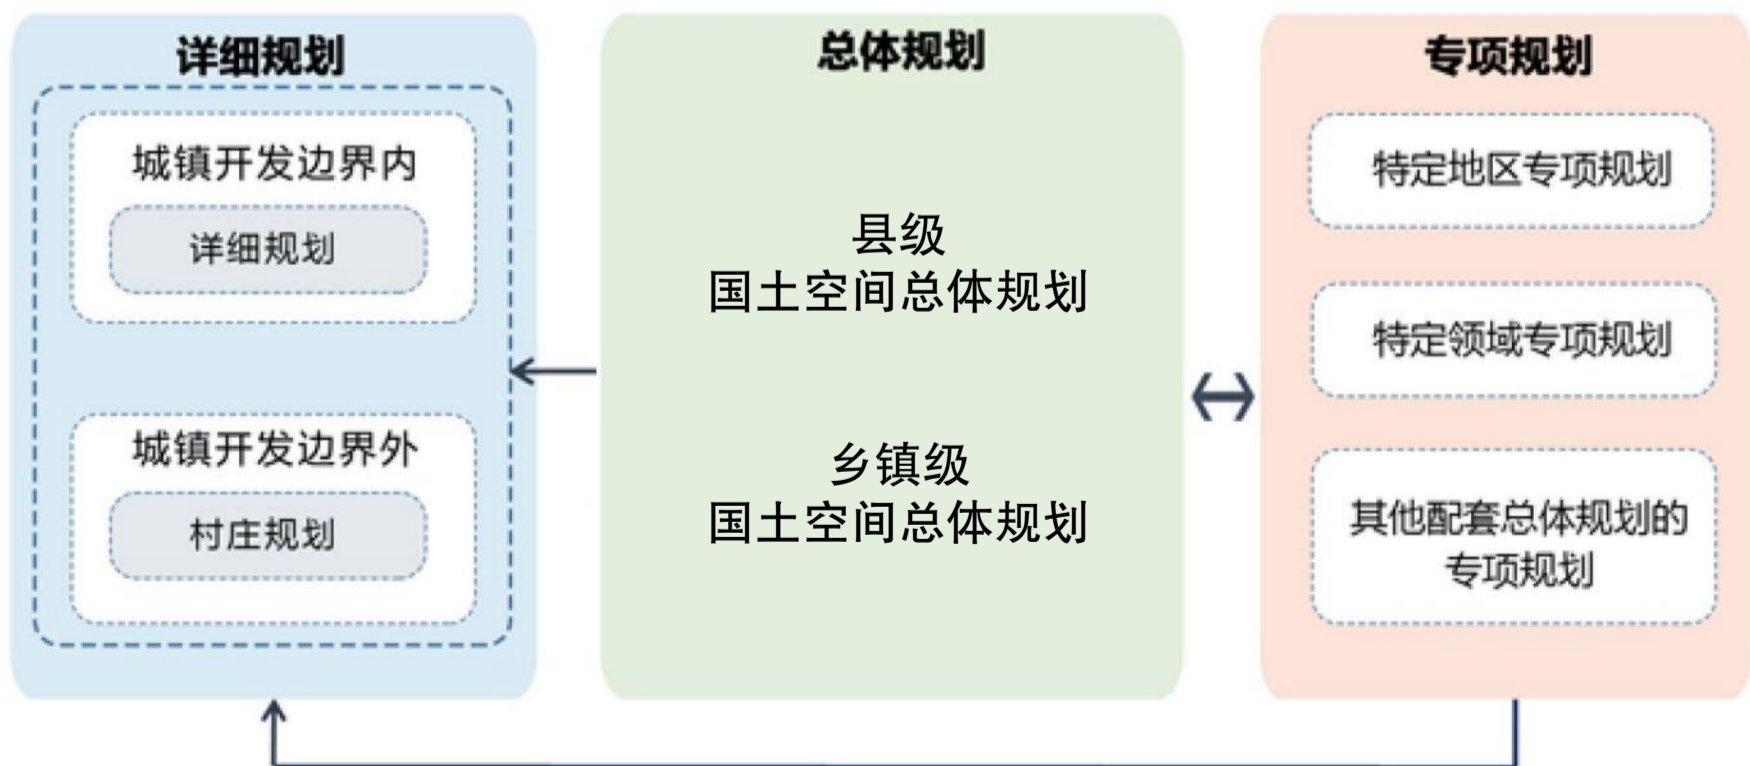 详细规划
城镇开发边界内
详细规划
城镇开发边界外
村庄规划
总体规划
县级
国土空间总体规划
乡镇级
国土空间总体规划
专项规划
特定地区专项规划
特定领域专项规划
其他配套总体规划的
专项规划